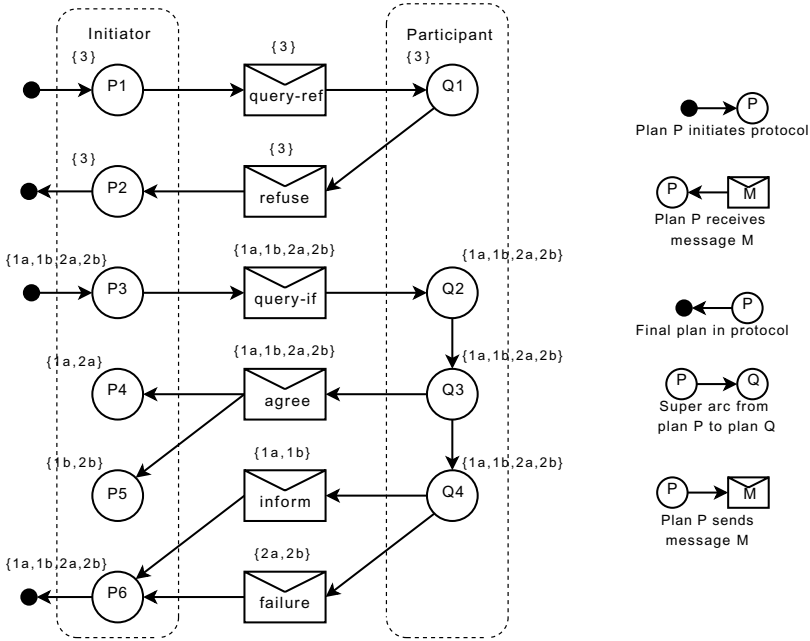 Initiator
Participant
{3}
{3}
{3}
P1
query-ref
Q1
{3}
{3}
P2
refuse
{1a,1b,2a,2b}
{1a,1b,2a,2b}
{1a,1b,2a,2b}
P3
query-if
Q2
{1a,2a}
{1a,1b,2a,2b}
{1a,1b,2a,2b}
P4
agree
Q3
{1b,2b}
{1a,1b}
{1a,1b,2a,2b}
P5
inform
Q4
{1a,1b,2a,2b}
{2a,2b}
P6
failure
P
Plan P initiates protocol
P
M
Plan P receives
message M
P
Final plan in protocol
P
Q
Super arc from
plan P to plan Q
P
M
Plan P sends
message M